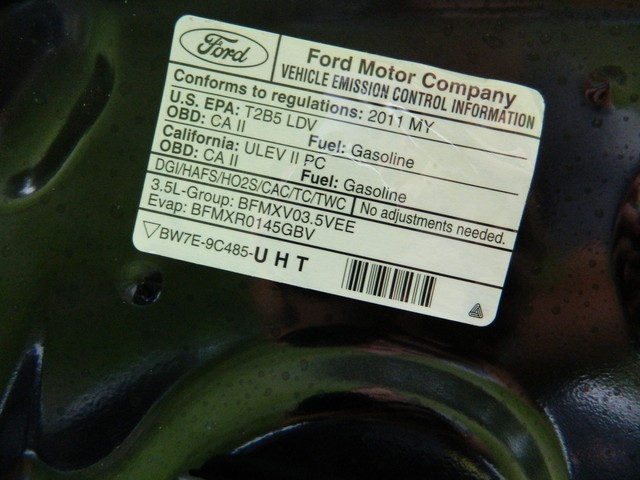 Ford
Ford Motor Company
VEHICLE EMISSION CONTROL INFORMATION
Conforms to regulations: 2011 MY
U.S. EPA: T2B5 LDV
OBD: CA II Fuel: Gasoline
California: ULEV II PC
OBD: CA II Fuel: Gasoline
DGI/HAFS/HO2S/CAC/TC/TWC
No adjustments needed.
3.5L-Group: BFMXV03.5VEE
Evap: BFMXR0145GBV
BW7E-9C485-UHT